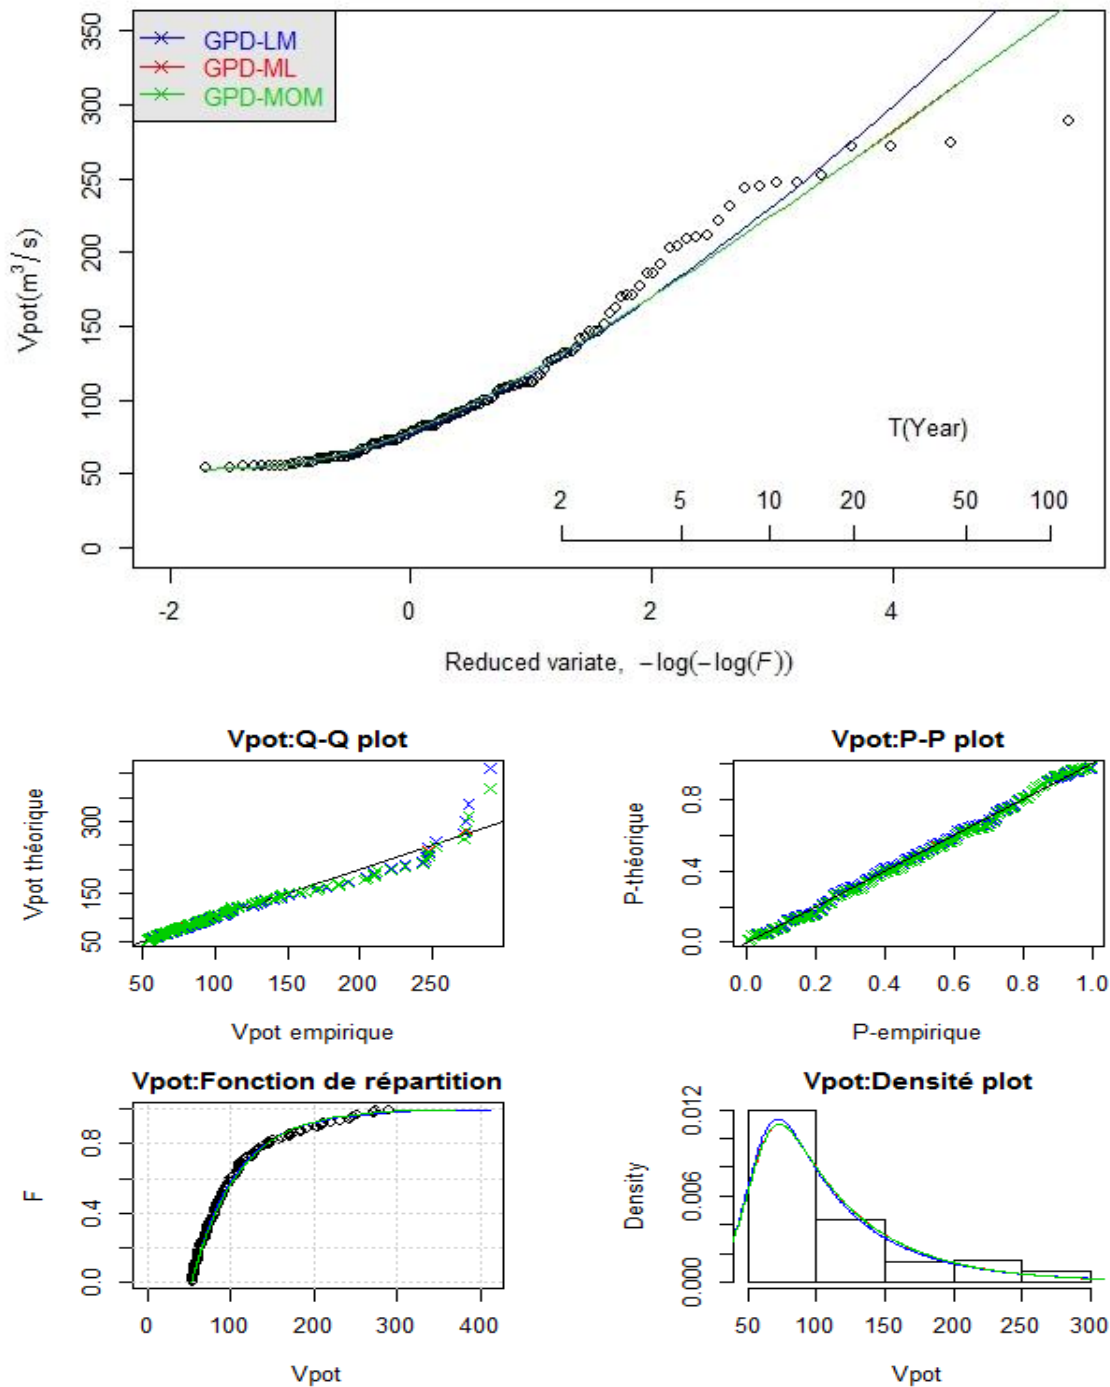 GPD-LM
GPD-ML
GPD-MOM
Vpot(m³/s)
350
300
250
200
150
100
50
0
T(Year)
2 5 10 20 50 100
-2 0 2 4
Reduced variate, −log(−log(F))
Vpot:Q-Q plot
Vpot théorique
300
150
50
50 100 150 200 250
Vpot empirique
Vpot:P-P plot
P-théorique
0.8
0.4
0.0
0.0 0.2 0.4 0.6 0.8 1.0
P-empirique
Vpot:Fonction de répartition
F
0.8
0.4
0.0
0 100 200 300 400
Vpot
Vpot:Densité plot
Density
0.012
0.006
0.000
50 100 150 200 250 300
Vpot